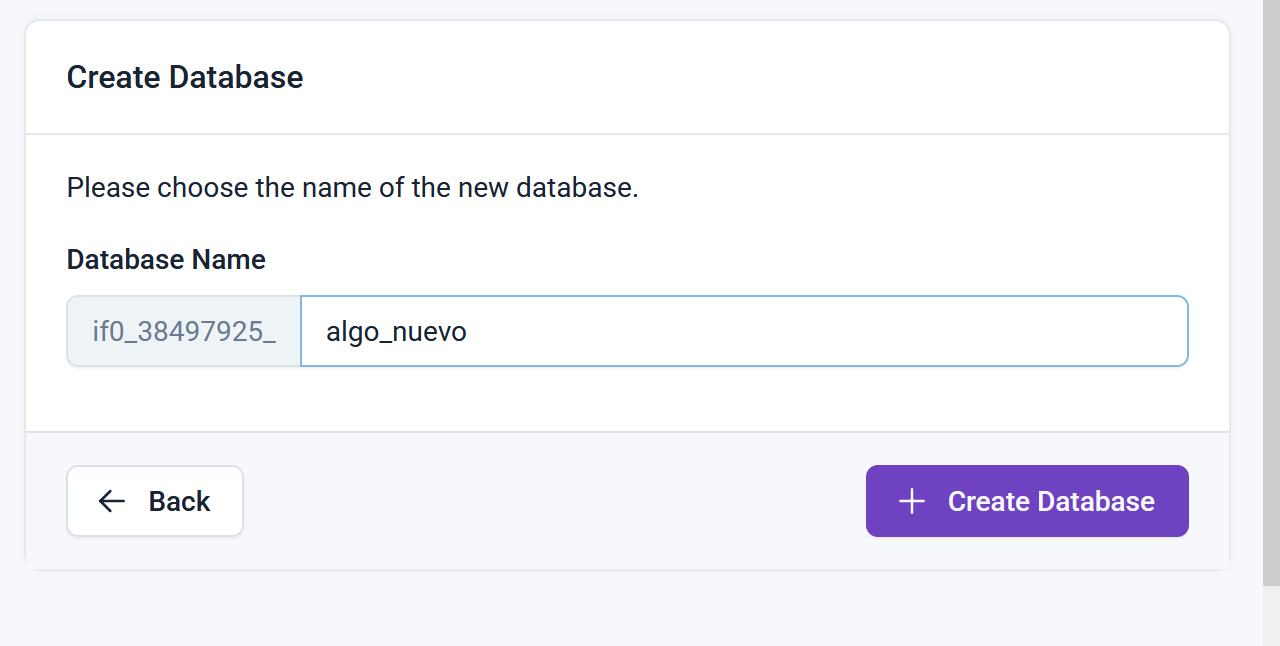 Create Database
Please choose the name of the new database.
Database Name
if0_38497925_ algo_nuevo
Back Create Database